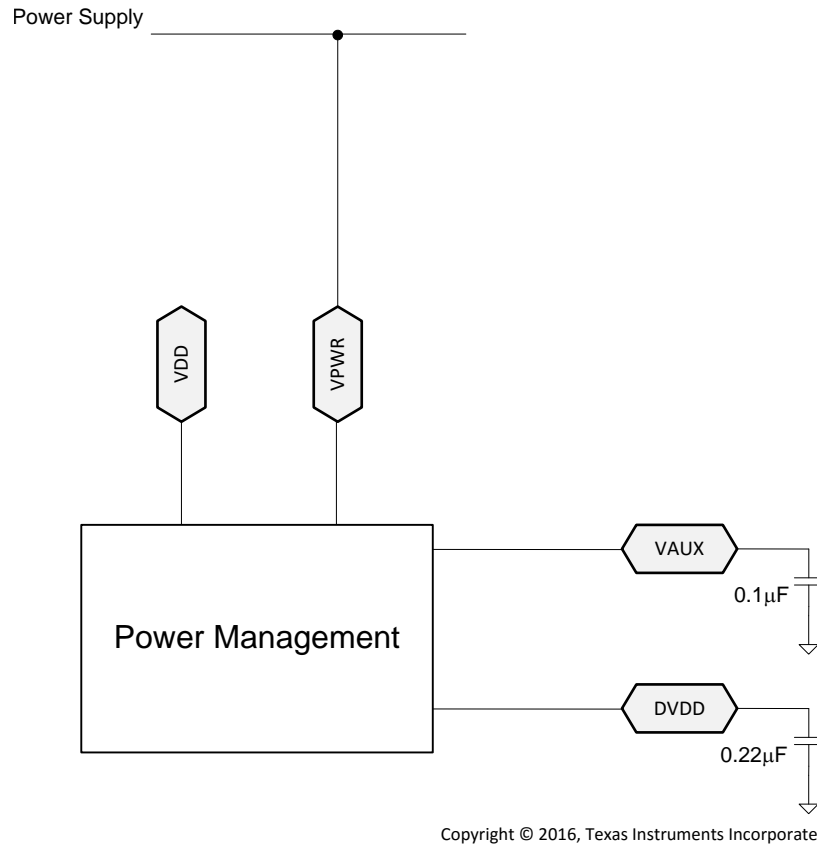 Power Supply
VDD
VPWR
VAUX
0.1µF
Power Management
DVDD
0.22µF
Copyright © 2016, Texas Instruments Incorporate